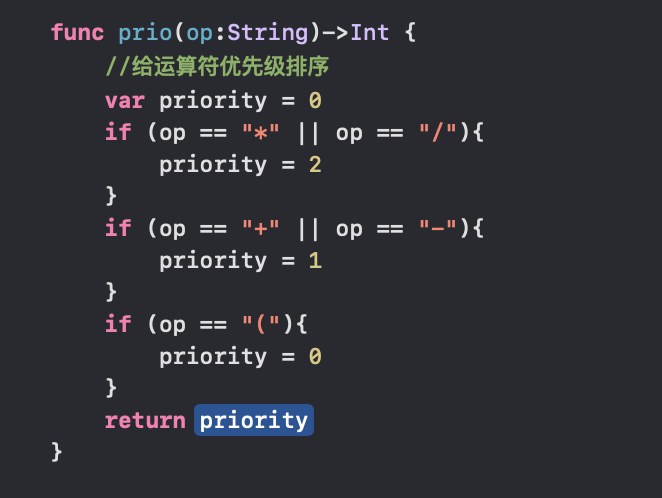 func prio(op:String)->Int {
//给运算符优先级排序
var priority = 0
if (op == "*" || op == "/"){
priority = 2
}
if (op == "+" || op == "-"){
priority = 1
}
if (op == "("){
priority = 0
}
return priority
}